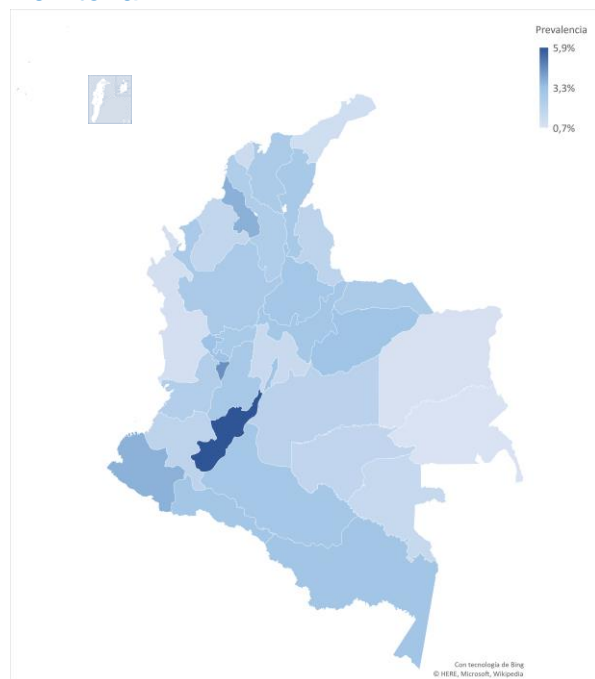 Prevalencia
5,9%
3,3%
0,7%
Con tecnología de Bing
© HERE, Microsoft, Wikipedia